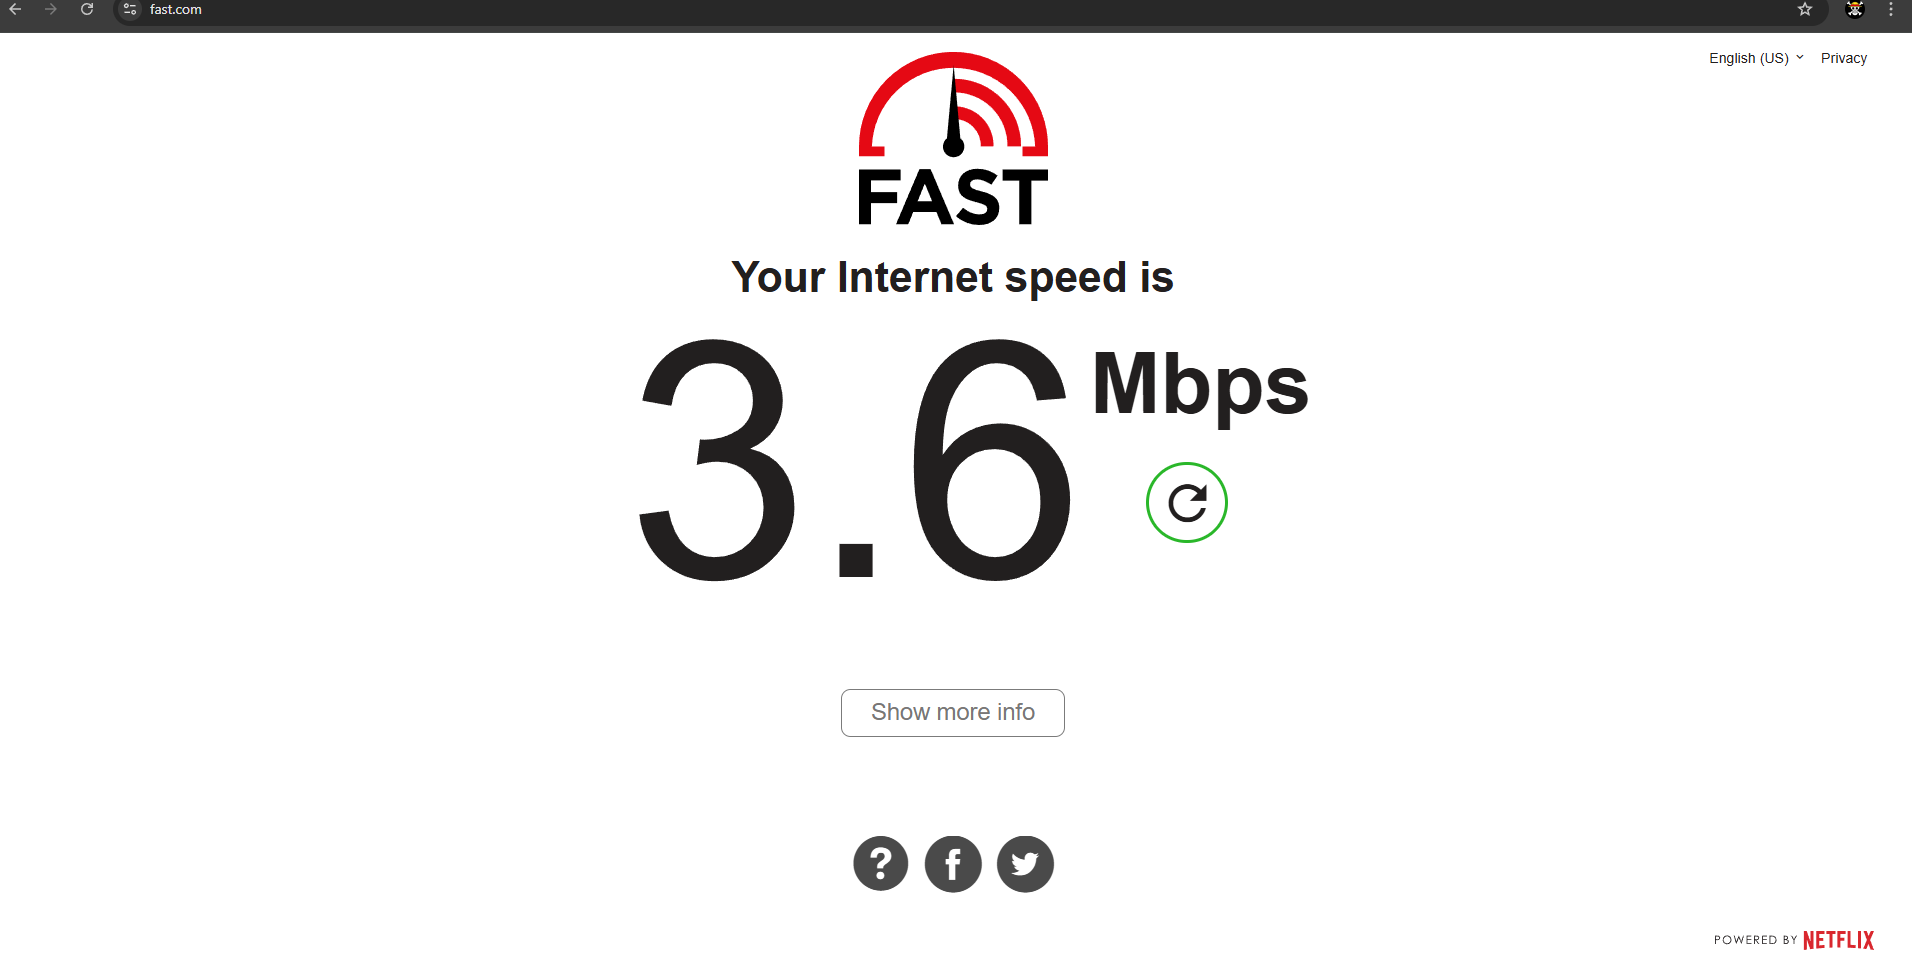 fast.com
English (US) Privacy
FAST
Your Internet speed is
3.6 Mbps
Show more info
POWERED BY NETFLIX